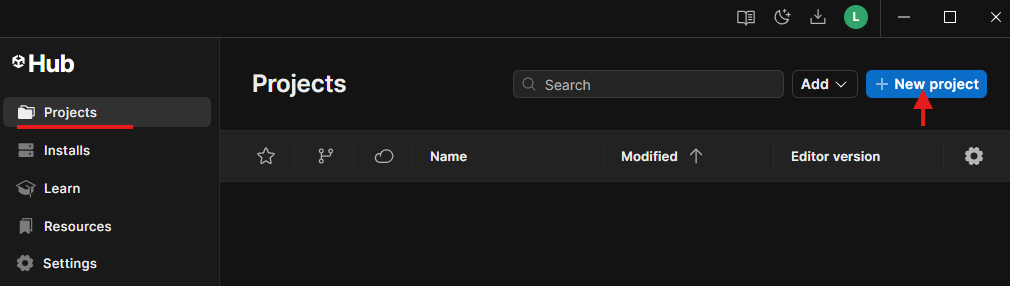 L
Hub
Projects
Installs
Learn
Resources
Settings
Projects
Search
Add
+ New project
Name
Modified
Editor version